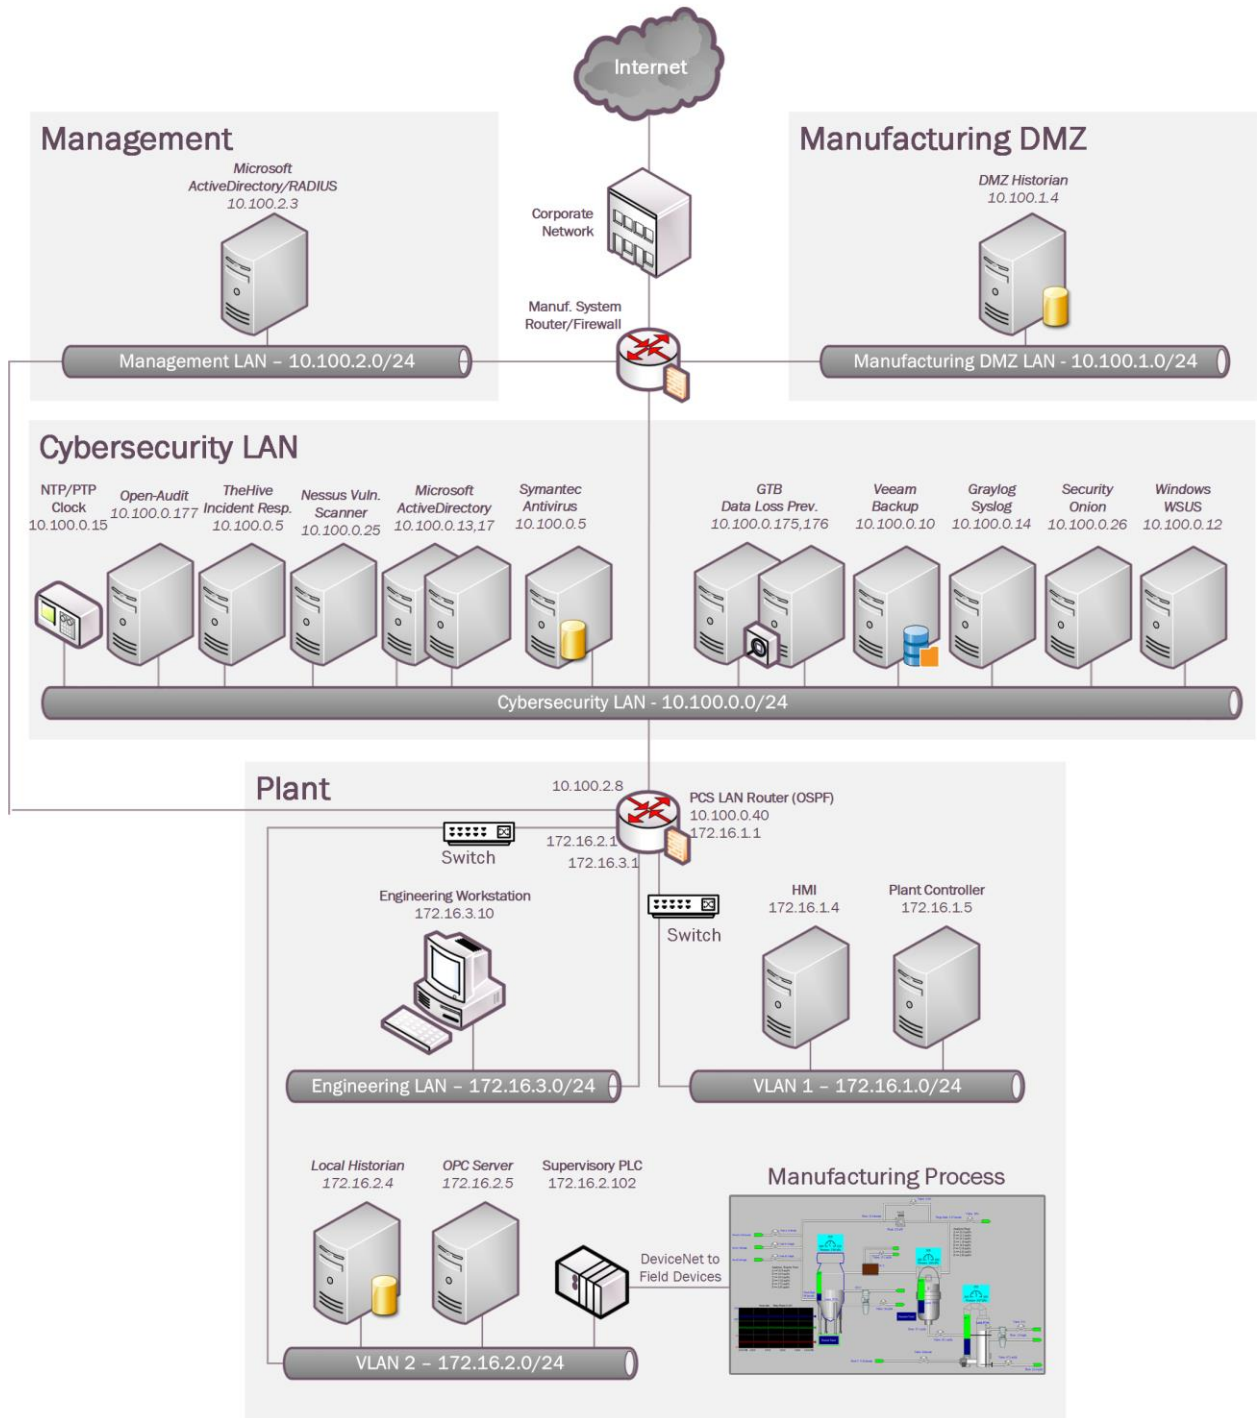 Internet
Management
Microsoft
ActiveDirectory/RADIUS
10.100.2.3
Management LAN – 10.100.2.0/24
Corporate
Network
Manuf. System
Router/Firewall
Manufacturing DMZ
DMZ Historian
10.100.1.4
Manufacturing DMZ LAN - 10.100.1.0/24
Cybersecurity LAN
NTP/PTP
Clock
10.100.0.15
Open-Audit
10.100.0.177
TheHive
Incident Resp.
10.100.0.5
Nessus Vuln.
Scanner
10.100.0.25
Microsoft
ActiveDirectory
10.100.0.13,17
Symantec
Antivirus
10.100.0.5
GTB
Data Loss Prev.
10.100.0.175,176
Veeam
Backup
10.100.0.10
Graylog
Syslog
10.100.0.14
Security
Onion
10.100.0.26
Windows
WSUS
10.100.0.12
Cybersecurity LAN - 10.100.0.0/24
Plant
10.100.2.8
PCS LAN Router (OSPF)
10.100.0.40
172.16.1.1
172.16.2.1
172.16.3.1
Switch
Switch
Engineering Workstation
172.16.3.10
HMI
172.16.1.4
Plant Controller
172.16.1.5
Engineering LAN – 172.16.3.0/24
VLAN 1 – 172.16.1.0/24
Local Historian
172.16.2.4
OPC Server
172.16.2.5
Supervisory PLC
172.16.2.102
DeviceNet to
Field Devices
Manufacturing Process
VLAN 2 – 172.16.2.0/24